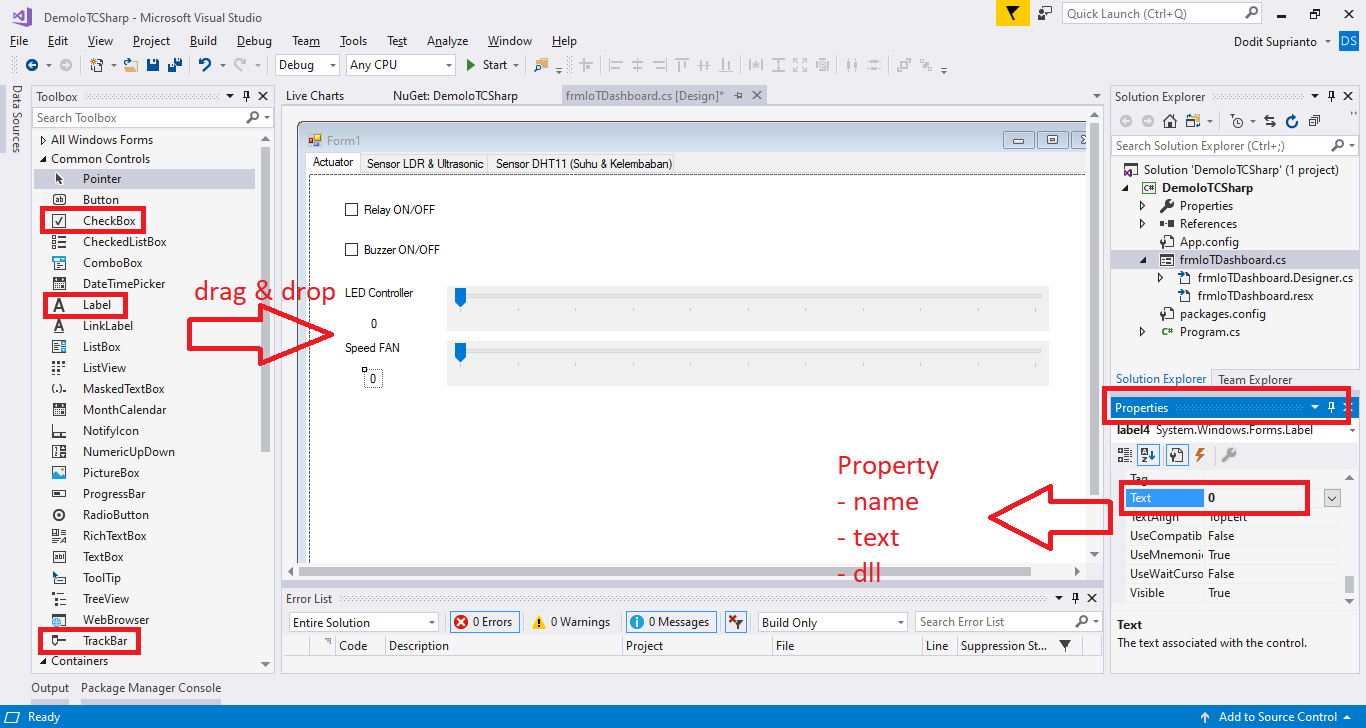 DemoIoTCSharp - Microsoft Visual Studio
Quick Launch (Ctrl+Q)
File Edit View Project Build Debug Team Tools Test Analyze Window Help
Dodit Suprianto DS
Debug Any CPU Start
Data Sources
Toolbox
Search Toolbox
All Windows Forms
Common Controls
Pointer
Button
CheckBox
CheckedListBox
ComboBox
DateTimePicker
Label
LinkLabel
ListBox
ListView
MaskedTextBox
MonthCalendar
NotifyIcon
NumericUpDown
PictureBox
ProgressBar
RadioButton
RichTextBox
TextBox
ToolTip
TreeView
WebBrowser
TrackBar
Containers
Live Charts NuGet: DemoIoTCSharp frmIoTDashboard.cs [Design]*
Form1
Actuator Sensor LDR & Ultrasonic Sensor DHT11 (Suhu & Kelembaban)
Relay ON/OFF
Buzzer ON/OFF
LED Controller
0
Speed FAN
0
drag & drop
Property
- name
- text
- dll
Error List
Entire Solution 0 Errors 0 Warnings 0 Messages Build Only Search Error List
Code Description Project File Line Suppression St...
Solution Explorer
Search Solution Explorer (Ctrl+;)
Solution 'DemoIoTCSharp' (1 project)
DemoIoTCSharp
Properties
References
App.config
frmIoTDashboard.cs
frmIoTDashboard.Designer.cs
frmIoTDashboard.resx
packages.config
Program.cs
Solution Explorer Team Explorer
Properties
label4 System.Windows.Forms.Label
Tag
Text 0
TextAlign TopLeft
UseCompatib False
UseMnemonic True
UseWaitCurso False
Visible True
Text
The text associated with the control.
Output Package Manager Console
Ready
Add to Source Control